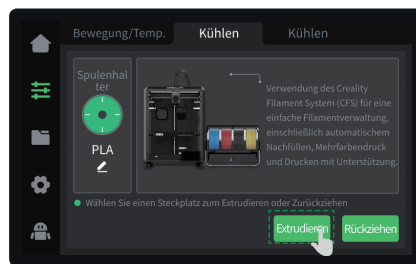 Bewegung/Temp. Kühlen Kühlen
Spulenhal
ter
PLA
Verwendung des Creality
Filament System (CFS) für eine
einfache Filamentverwaltung,
einschließlich automatischem
Nachfüllen, Mehrfarbendruck
und Drucken mit Unterstützung.
Wählen Sie einen Steckplatz zum Extrudieren oder Zurückziehen
Extrudieren Rückziehen